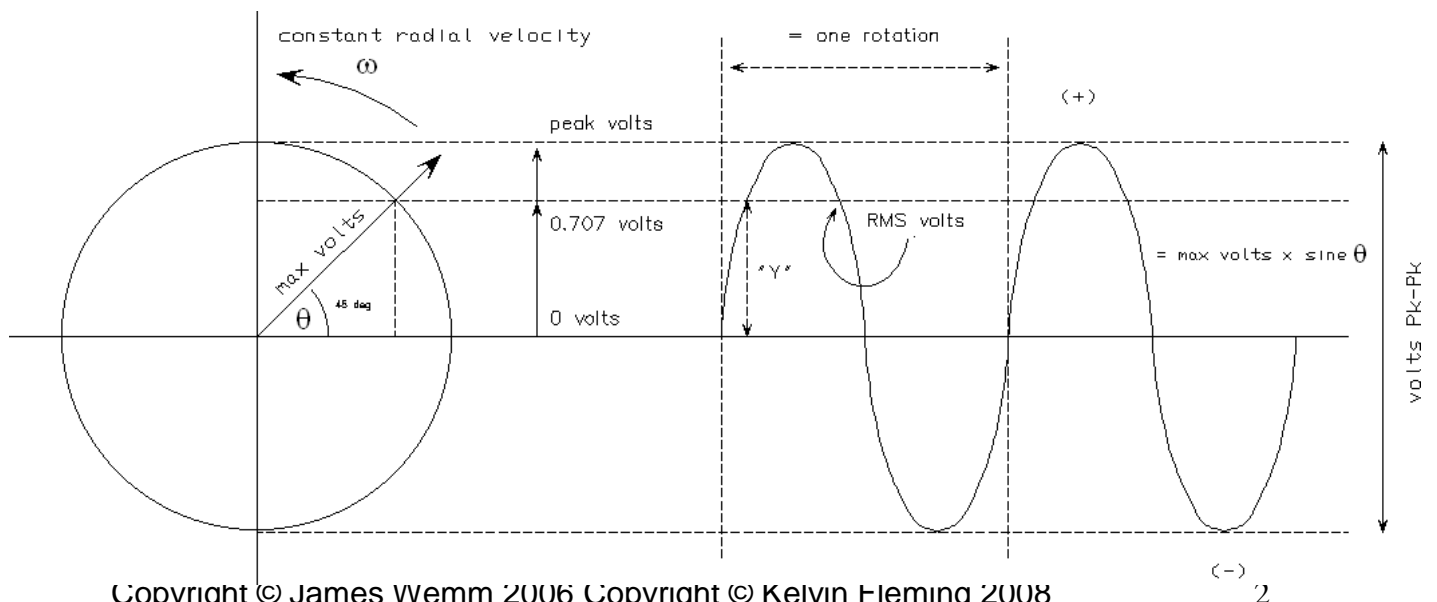 constant radial velocity
= one rotation
ω
(+)
peak volts
max volts
0.707 volts
RMS volts
"Y"
= max volts x sine θ
θ
45 deg
0 volts
volts Pk-Pk
(-)
Copyright © James Wemm 2006 Copyright © Kelvin Fleming 2008
2